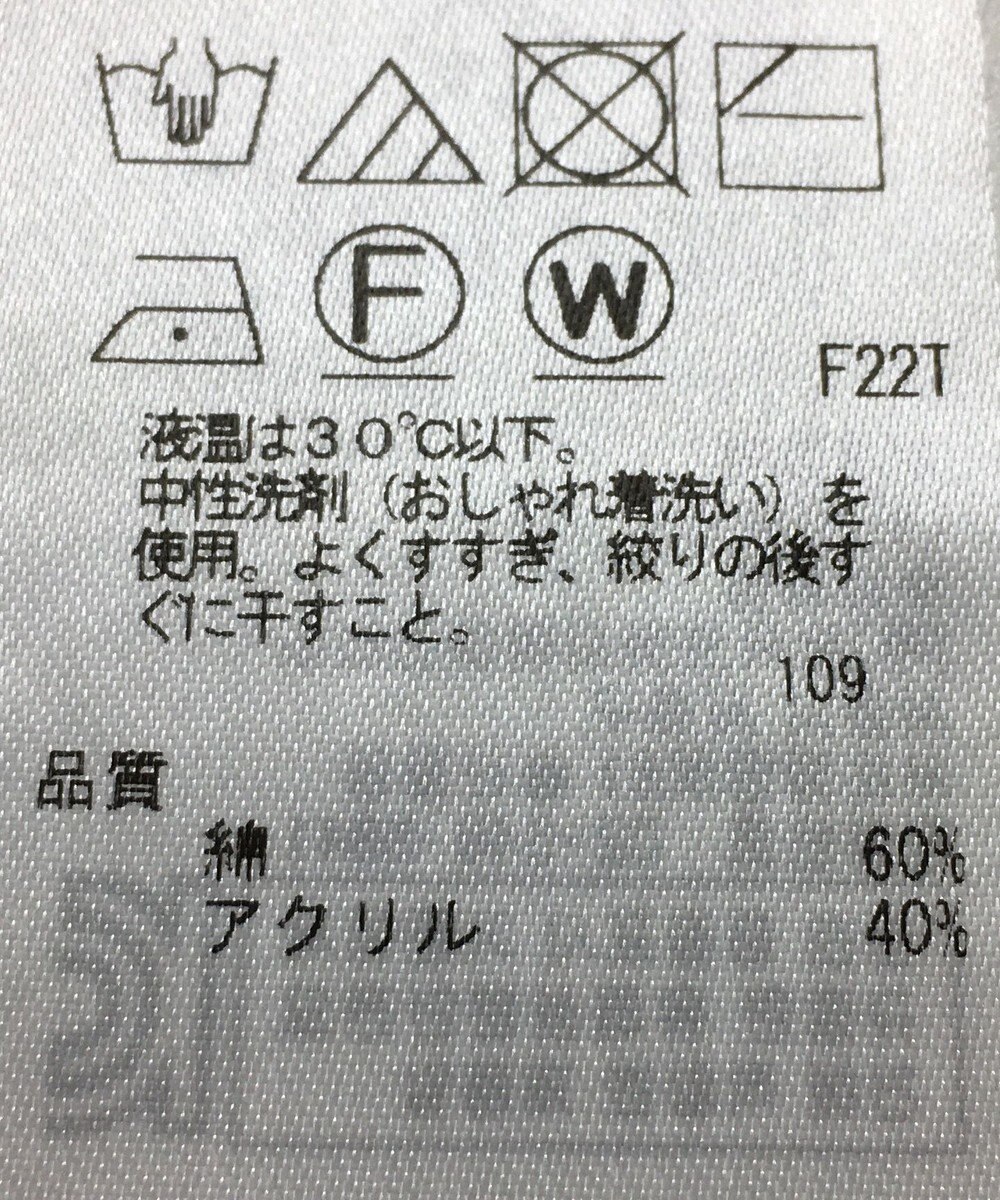 F
W
F22T
液温は30℃以下。
中性洗剤（おしゃれ着洗い）を
使用。よくすすぎ、絞りの後す
ぐに干すこと。
109
品質
綿 60%
アクリル 40%